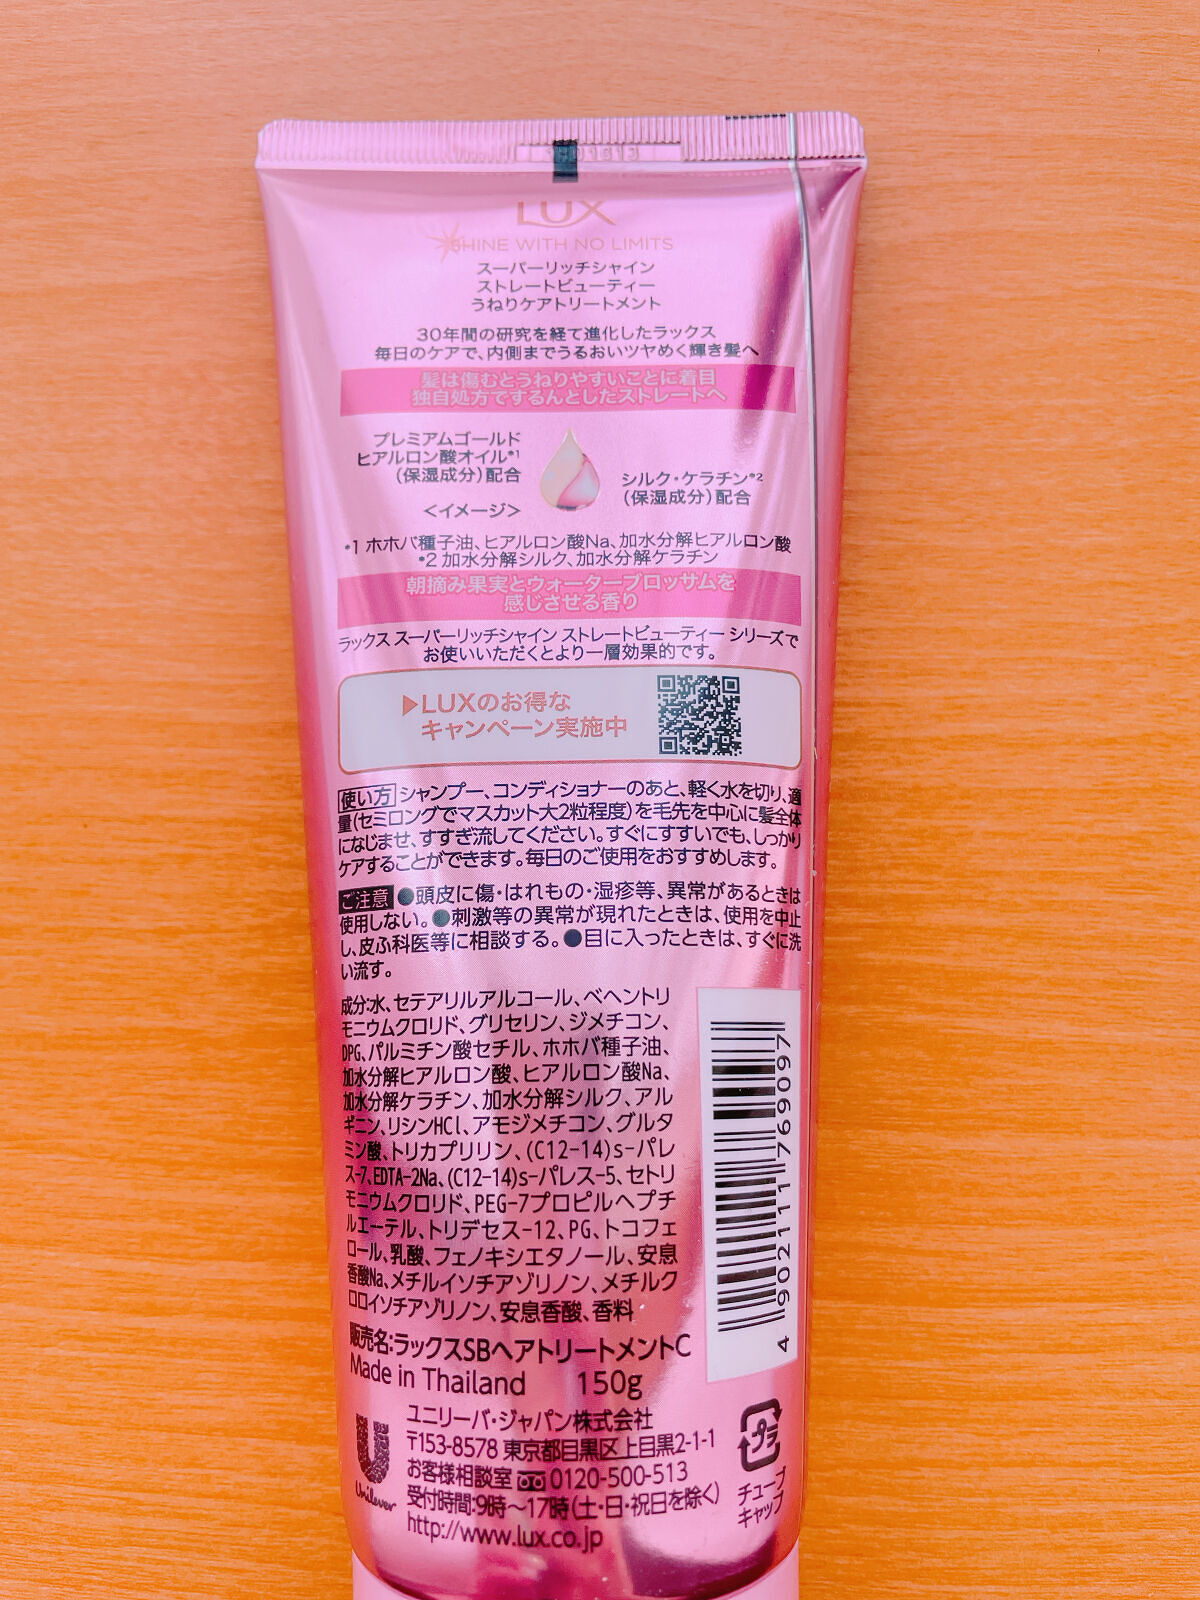 LUX
SHINE WITH NO LIMITS
スーパーリッチシャイン
ストレートビューティー
うねりケアトリートメント
30年間の研究を経て進化したラックス
毎日のケアで、内側までうるおいツヤめく輝き髪へ
髪は傷むとうねりやすいことに着目
独自処方でするんとしたストレートへ
プレミアムゴールド
ヒアルロン酸オイル*1
(保湿成分)配合
シルク・ケラチン*2
(保湿成分)配合
<イメージ>
*1 ホホバ種子油、ヒアルロン酸Na、加水分解ヒアルロン酸
*2 加水分解シルク、加水分解ケラチン
朝摘み果実とウォーターブロッサムを
感じさせる香り
ラックス スーパーリッチシャイン ストレートビューティー シリーズで
お使いいただくとより一層効果的です。
▶LUXのお得な
キャンペーン実施中
使い方 シャンプー、コンディショナーのあと、軽く水を切り、適
量(セミロングでマスカット大2粒程度)を毛先を中心に髪全体
になじませ、すすぎ流してください。すぐにすすいでも、しっかり
ケアすることができます。毎日のご使用をおすすめします。
ご注意 ●頭皮に傷・はれもの・湿疹等、異常があるときは
使用しない。●刺激等の異常が現れたときは、使用を中止
し、皮ふ科医等に相談する。●目に入ったときは、すぐに洗
い流す。
成分:水、セテアリルアルコール、ベヘントリ
モニウムクロリド、グリセリン、ジメチコン、
DPG、パルミチン酸セチル、ホホバ種子油、
加水分解ヒアルロン酸、ヒアルロン酸Na、
加水分解ケラチン、加水分解シルク、アル
ギニン、リシンHCl、アモジメチコン、グルタ
ミン酸、トリカプリリン、(C12-14)s-パレ
ス-7、EDTA-2Na、(C12-14)s-パレス-5、セトリ
モニウムクロリド、PEG-7プロピルヘプチ
ルエーテル、トリデセス-12、PG、トコフェ
ロール、乳酸、フェノキシエタノール、安息
香酸Na、メチルイソチアゾリノン、メチルク
ロロイソチアゾリノン、安息香酸、香料
販売名:ラックスSBヘアトリートメントC
Made in Thailand 150g
4 902111 769097
Unilever
ユニリーバ・ジャパン株式会社
〒153-8578 東京都目黒区上目黒2-1-1
お客様相談室 0120-500-513
受付時間:9時～17時(土・日・祝日を除く)
http://www.lux.co.jp
プラ
チューブ
キャップ